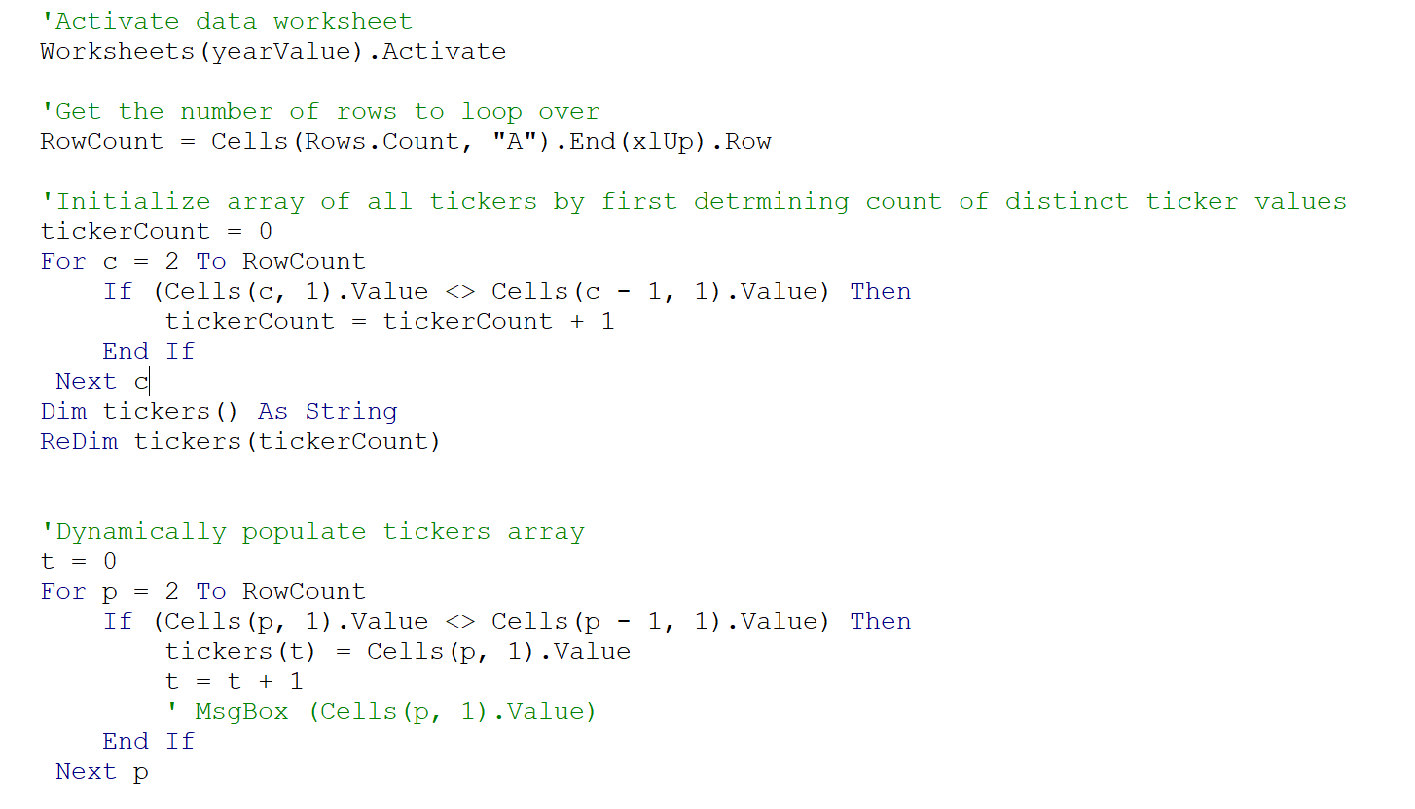 'Activate data worksheet
Worksheets(yearValue).Activate
'Get the number of rows to loop over
RowCount = Cells(Rows.Count, "A").End(xlUp).Row
'Initialize array of all tickers by first detrmining count of distinct ticker values
tickerCount = 0
For c = 2 To RowCount
If (Cells(c, 1).Value <> Cells(c - 1, 1).Value) Then
tickerCount = tickerCount + 1
End If
Next c
Dim tickers() As String
ReDim tickers(tickerCount)
'Dynamically populate tickers array
t = 0
For p = 2 To RowCount
If (Cells(p, 1).Value <> Cells(p - 1, 1).Value) Then
tickers(t) = Cells(p, 1).Value
t = t + 1
' MsgBox (Cells(p, 1).Value)
End If
Next p